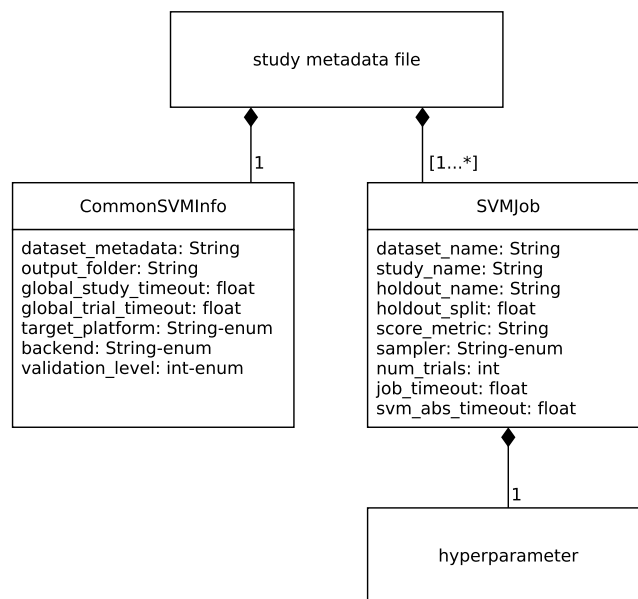 study metadata file
1
[1...*]
CommonSVMInfo
dataset_metadata: String
output_folder: String
global_study_timeout: float
global_trial_timeout: float
target_platform: String-enum
backend: String-enum
validation_level: int-enum
SVMJob
dataset_name: String
study_name: String
holdout_name: String
holdout_split: float
score_metric: String
sampler: String-enum
num_trials: int
job_timeout: float
svm_abs_timeout: float
1
hyperparameter